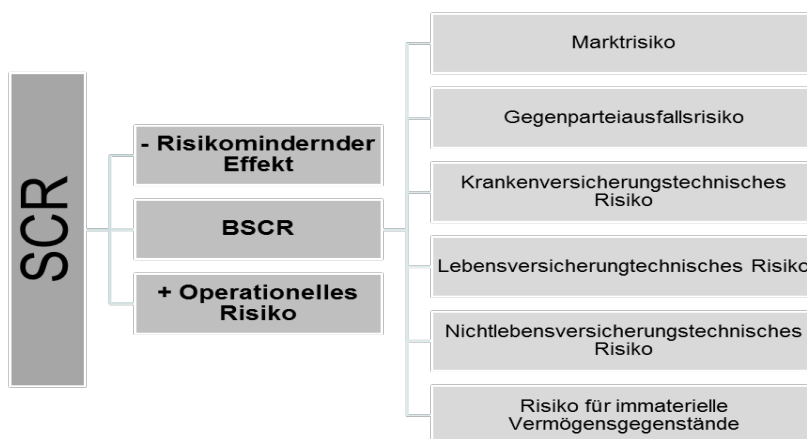 SCR
- Risikomindernder
Effekt
BSCR
+ Operationelles
Risiko
Marktrisiko
Gegenparteiausfallsrisiko
Krankenversicherungstechnisches
Risiko
Lebensversicherungtechnisches Risiko
Nichtlebensversicherungstechnisches
Risiko
Risiko für immaterielle
Vermögensgegenstände